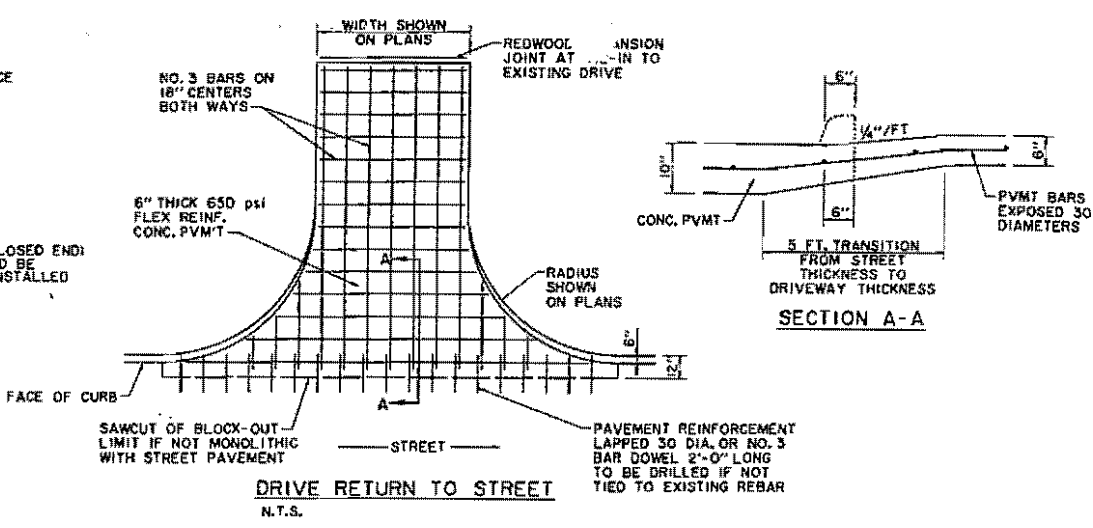 WIDTH SHOWN
ON PLANS
REDWOOD
JOINT AT
EXISTING DRIVE
NO. 3 BARS ON
18" CENTERS
BOTH WAYS
6" THICK 650 psi
FLEX REINF.
CONC. PVM'T
LOSED END
D BE
NSTALLED
CE
A
RADIUS
SHOWN
ON PLANS
6"
12"
FACE OF CURB
A
SAWCUT OF BLOCK-OUT
LIMIT IF NOT MONOLITHIC
WITH STREET PAVEMENT
STREET
PAVEMENT REINFORCEMENT
LAPPED 30 DIA. OR NO. 3
BAR DOWEL 2'-0" LONG
TO BE DRILLED IF NOT
TIED TO EXISTING REBAR
DRIVE RETURN TO STREET
N.T.S.
6"
1/4"/FT
10"
6"
CONC. PVMT
6"
PVMT BARS
EXPOSED 30
DIAMETERS
5 FT. TRANSITION
FROM STREET
THICKNESS TO
DRIVEWAY THICKNESS
SECTION A-A